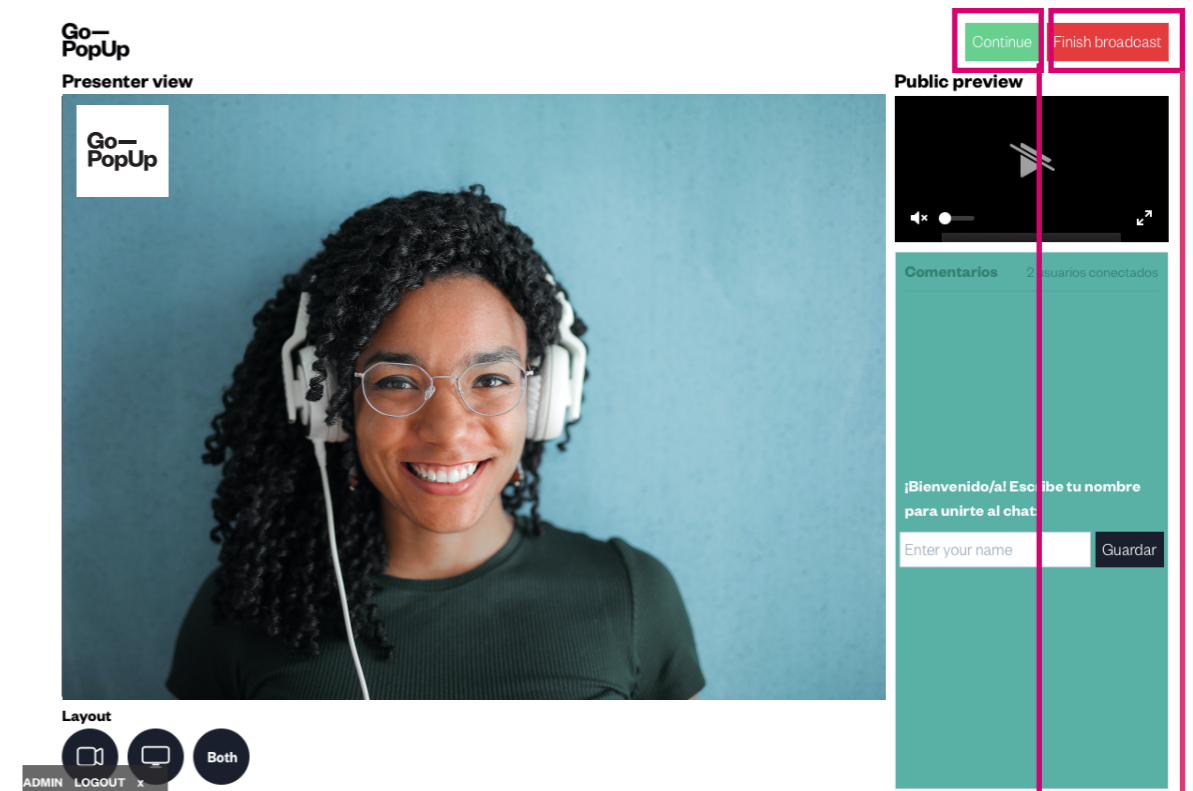 Go—
PopUp
Continue
Finish broadcast
Presenter view
Public preview
Go—
PopUp
Comentarios
2 usuarios conectados
¡Bienvenido/a! Escribe tu nombre
para unirte al chat:
Enter your name
Guardar
Layout
Both
ADMIN LOGOUT x